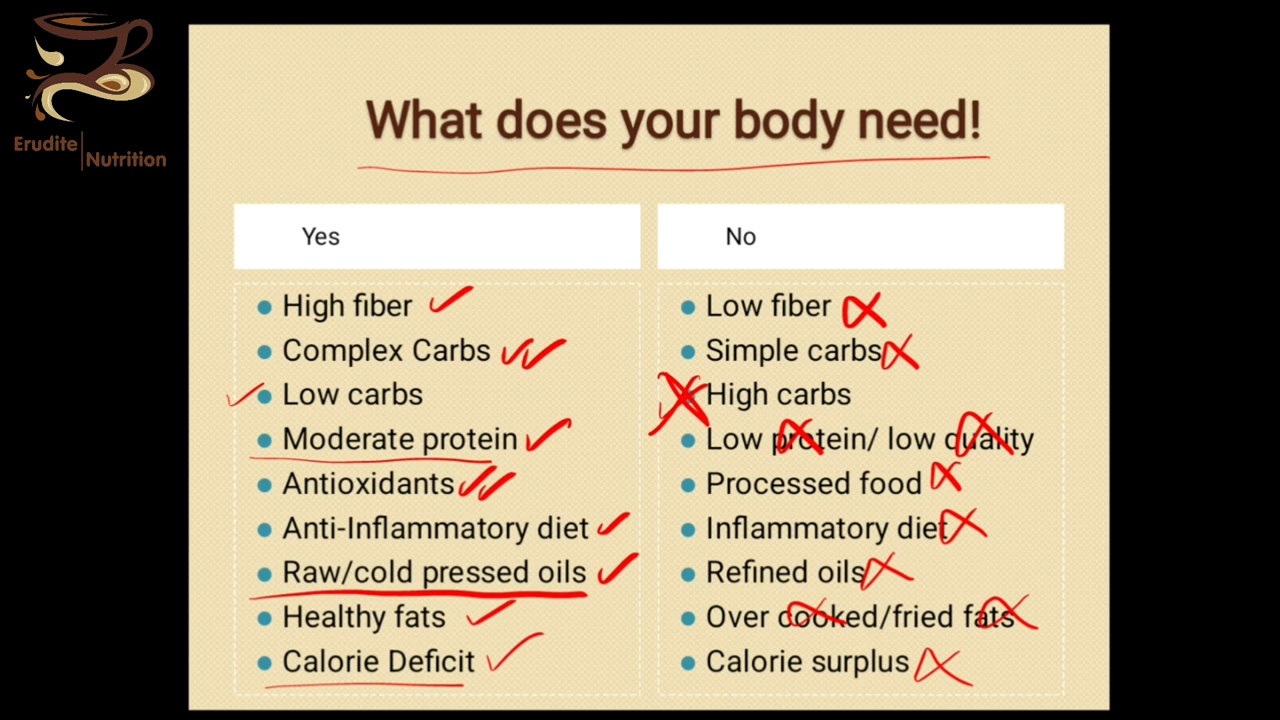 Erudite
Nutrition
What does your body need!
Yes
High fiber
Complex Carbs
Low carbs
Moderate protein
Antioxidants
Anti-Inflammatory diet
Raw/cold pressed oils
Healthy fats
Calorie Deficit
No
Low fiber
Simple carbs
High carbs
Low protein/ low quality
Processed food
Inflammatory diet
Refined oils
Over cooked/fried fats
Calorie surplus